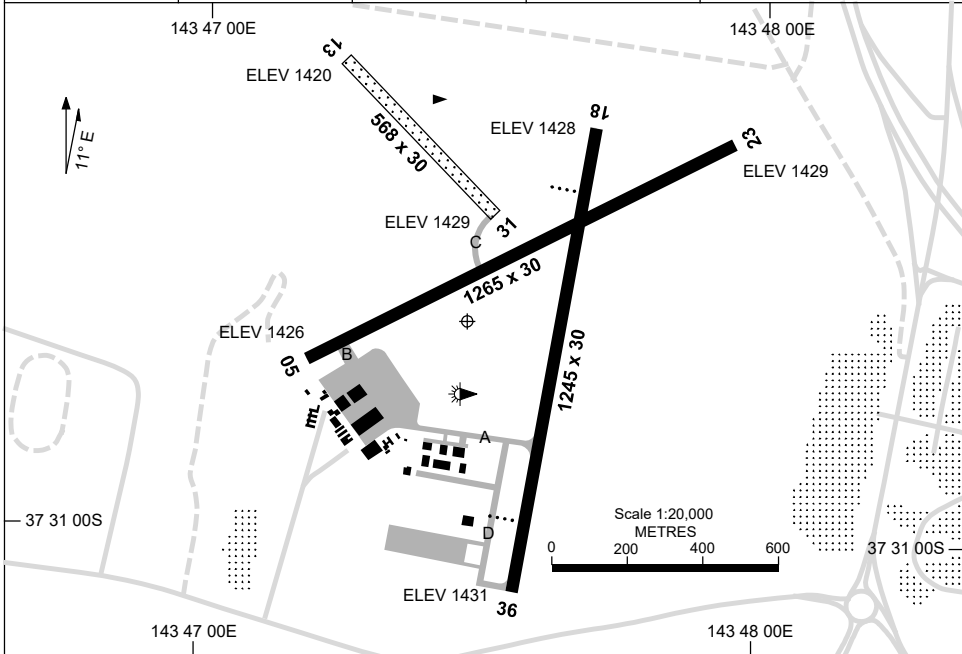 143 47 00E
143 48 00E
13
ELEV 1420
568 x 30
ELEV 1428
18
23
ELEV 1429
11° E
ELEV 1429
31
C
1265 x 30
ELEV 1426
05
B
1245 x 30
A
37 31 00S
Scale 1:20,000
METRES
0 200 400 600
37 31 00S
D
ELEV 1431
36
143 47 00E
143 48 00E